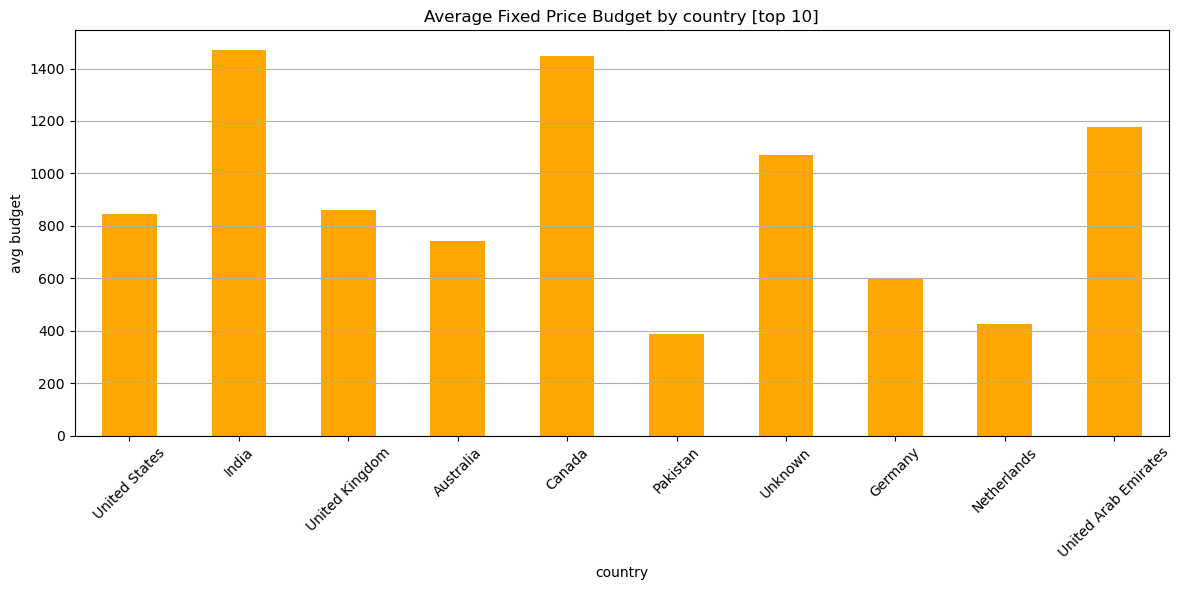 Average Fixed Price Budget by country [top 10]
avg budget
1400
1200
1000
800
600
400
200
0
United States
India
United Kingdom
Australia
Canada
Pakistan
Unknown
Germany
Netherlands
United Arab Emirates
country